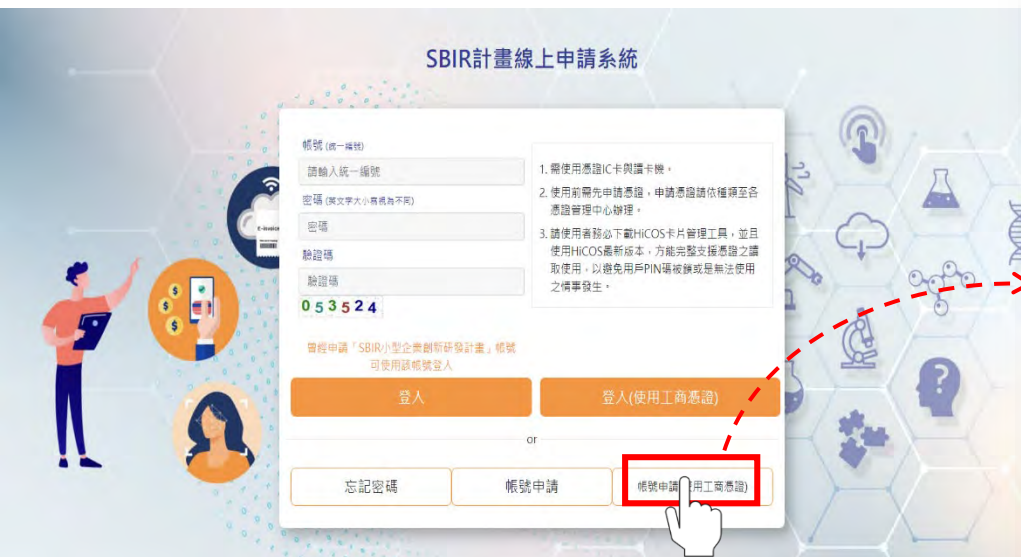 SBIR計畫線上申請系統
帳號 (統一編號)
請輸入統一編號
密碼 (英文字大小寫視為不同)
密碼
驗證碼
驗證碼
053524
1. 需使用憑證IC卡與讀卡機。
2. 使用前需先申請憑證，申請憑證請依種類至各
憑證管理中心辦理。
3. 請使用者務必下載HiCOS卡片管理工具，並且
使用HiCOS最新版本，方能完整支援憑證之讀
取使用，以避免用戶PIN碼被鎖或是無法使用
之情事發生。
曾經申請「SBIR小型企業創新研發計畫」帳號
可使用該帳號登入
登入
登入(使用工商憑證)
or
忘記密碼
帳號申請
帳號申請 用工商憑證)